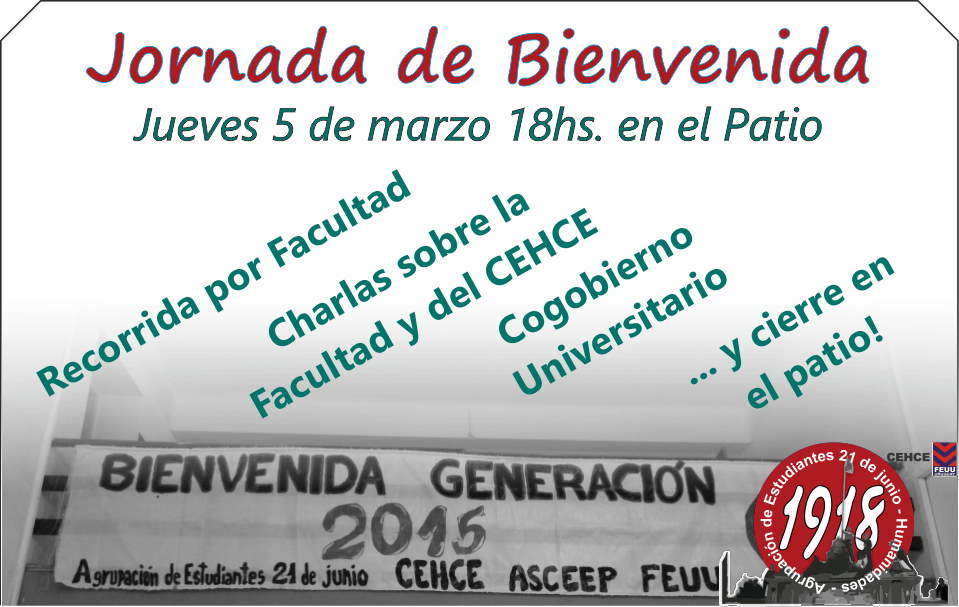 Jornada de Bienvenida
Jueves 5 de marzo 18hs. en el Patio
Recorrida por Facultad
Charlas sobre la
Facultad y del CEHCE
Cogobierno
Universitario
... y cierre en
el patio!
BIENVENIDA GENERACIÓN
2015
Agrupación de Estudiantes 21 de junio CEHCE ASCEEP FEUU
Agrupación de Estudiantes 21 de junio - Humanidades -
1918
CEHCE
FEUU